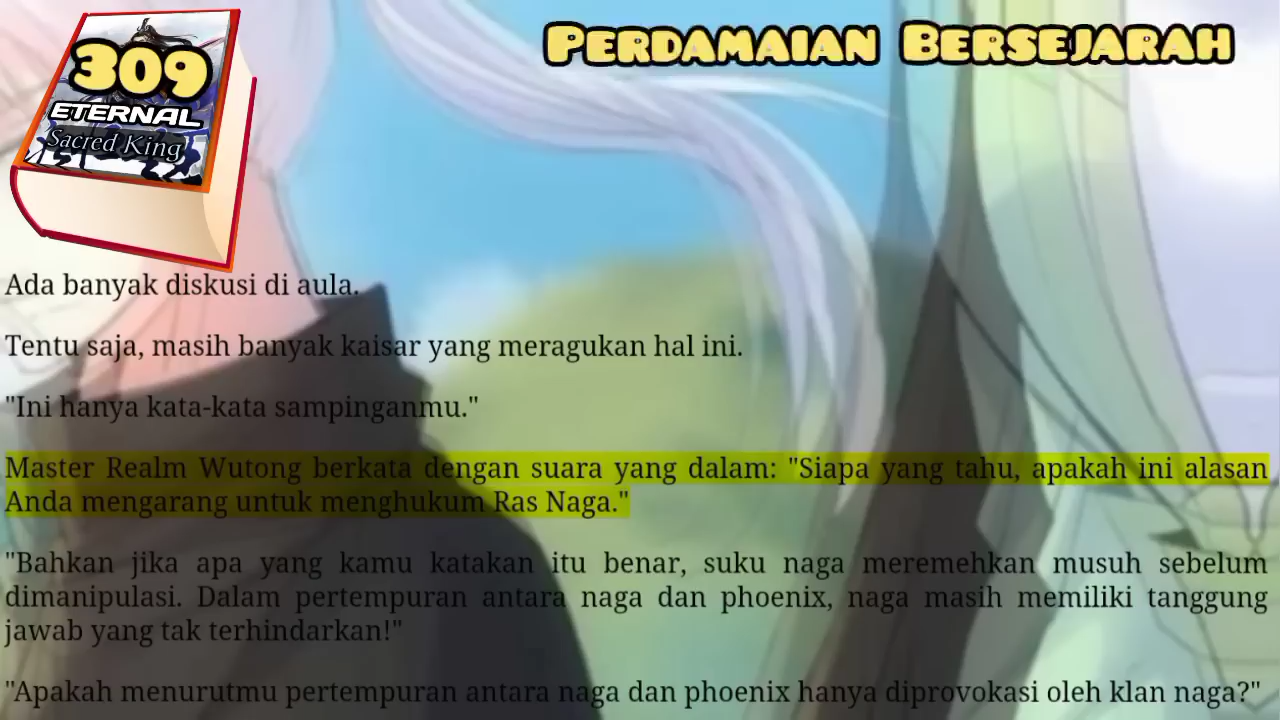 309
ETERNAL
Sacred King
PERDAMAIAN BERSEJARAH
Ada banyak diskusi di aula.
Tentu saja, masih banyak kaisar yang meragukan hal ini.
"Ini hanya kata-kata sampinganmu."
Master Realm Wutong berkata dengan suara yang dalam: "Siapa yang tahu, apakah ini alasan
Anda mengarang untuk menghukum Ras Naga."
"Bahkan jika apa yang kamu katakan itu benar, suku naga meremehkan musuh sebelum
dimanipulasi. Dalam pertempuran antara naga dan phoenix, naga masih memiliki tanggung
jawab yang tak terhindarkan!"
"Apakah menurutmu pertempuran antara naga dan phoenix hanya diprovokasi oleh klan naga?"